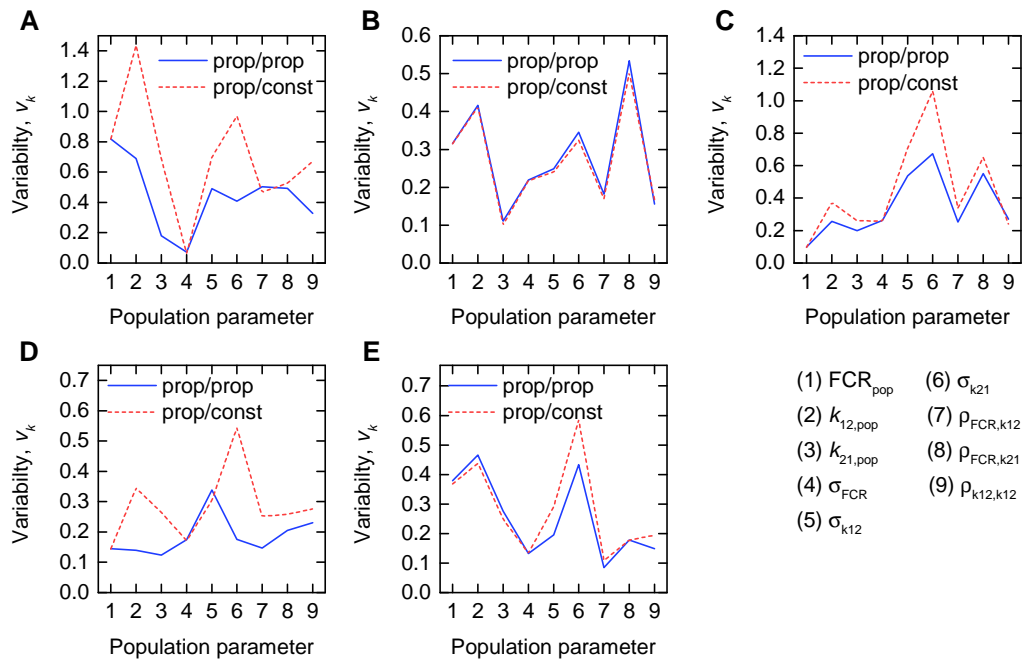 A
1.4
1.2
1.0
0.8
0.6
0.4
0.2
0.0
Variabilty, v_k
prop/prop
prop/const
1 2 3 4 5 6 7 8 9
Population parameter
B
0.6
0.5
0.4
0.3
0.2
0.1
0.0
Variabilty, v_k
prop/prop
prop/const
1 2 3 4 5 6 7 8 9
Population parameter
C
1.4
1.2
1.0
0.8
0.6
0.4
0.2
0.0
Variabilty, v_k
prop/prop
prop/const
1 2 3 4 5 6 7 8 9
Population parameter
D
0.7
0.6
0.5
0.4
0.3
0.2
0.1
0.0
Variabilty, v_k
prop/prop
prop/const
1 2 3 4 5 6 7 8 9
Population parameter
E
0.7
0.6
0.5
0.4
0.3
0.2
0.1
0.0
Variabilty, v_k
prop/prop
prop/const
1 2 3 4 5 6 7 8 9
Population parameter
(1) FCR_pop
(2) k_12,pop
(3) k_21,pop
(4) σ_FCR
(5) σ_k12
(6) σ_k21
(7) ρ_FCR,k12
(8) ρ_FCR,k21
(9) ρ_k12,k12